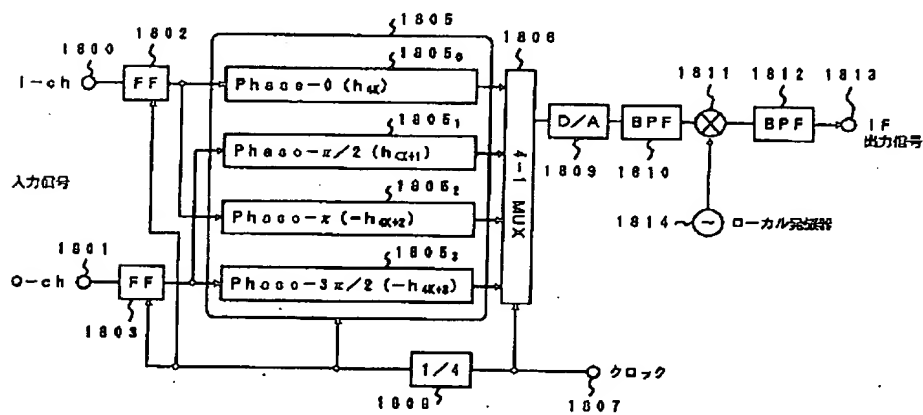 1805
1802
1805₀
1806
1800
1811
1812
1813
I-ch
FF
Phase-0 (h4K)
1805₁
D/A
BPF
BPF
IF
出力信号
Phase-π/2 (h4K+1)
1809
1810
4-1 MUX
入力信号
1805₂
Phase-π (-h4K+2)
1814
ローカル発振器
1801
1805₃
Q-ch
FF
Phase-3π/2 (-h4K+3)
1803
1/4
クロック
1808
1807